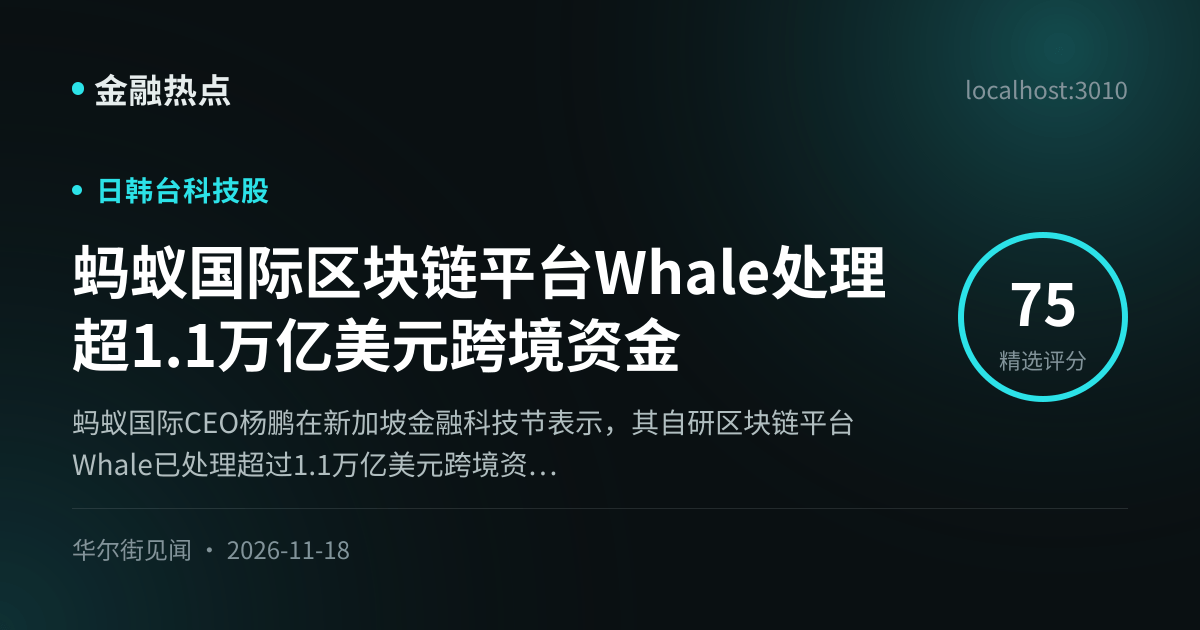 金融热点
localhost:3010
日韩台科技股
蚂蚁国际区块链平台Whale处理
超1.1万亿美元跨境资金
75
精选评分
蚂蚁国际CEO杨鹏在新加坡金融科技节表示，其自研区块链平台
Whale已处理超过1.1万亿美元跨境资…
华尔街见闻 • 2026-11-18